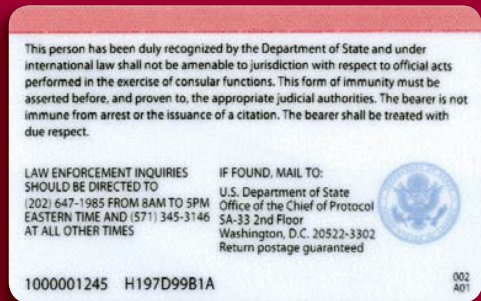 This person has been duly recognized by the Department of State and under
international law shall not be amenable to jurisdiction with respect to official acts
performed in the exercise of consular functions. This form of immunity must be
asserted before, and proven to, the appropriate judicial authorities. The bearer is not
immune from arrest or the issuance of a citation. The bearer shall be treated with
due respect.
LAW ENFORCEMENT INQUIRIES
SHOULD BE DIRECTED TO
(202) 647-1985 FROM 8AM TO 5PM
EASTERN TIME AND (571) 345-3146
AT ALL OTHER TIMES
IF FOUND, MAIL TO:
U.S. Department of State
Office of the Chief of Protocol
SA-33 2nd Floor
Washington, D.C. 20522-3302
Return postage guaranteed
1000001245 H197D99B1A
002
A01